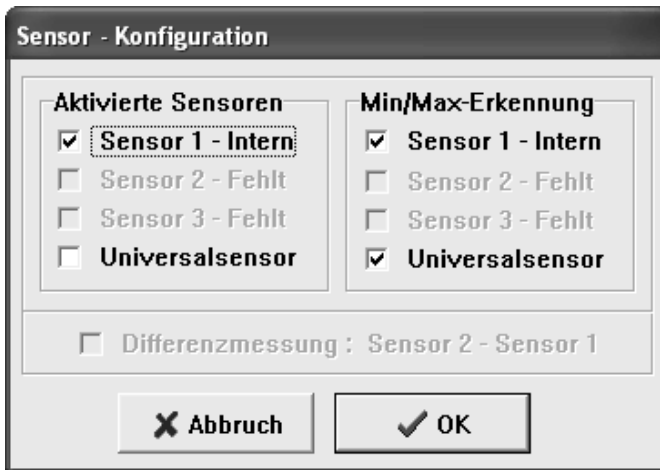 Sensor - Konfiguration
Aktivierte Sensoren
Sensor 1 - Intern
Sensor 2 - Fehlt
Sensor 3 - Fehlt
Universalsensor
Min/Max-Erkennung
Sensor 1 - Intern
Sensor 2 - Fehlt
Sensor 3 - Fehlt
Universalsensor
Differenzmessung : Sensor 2 - Sensor 1
Abbruch
OK